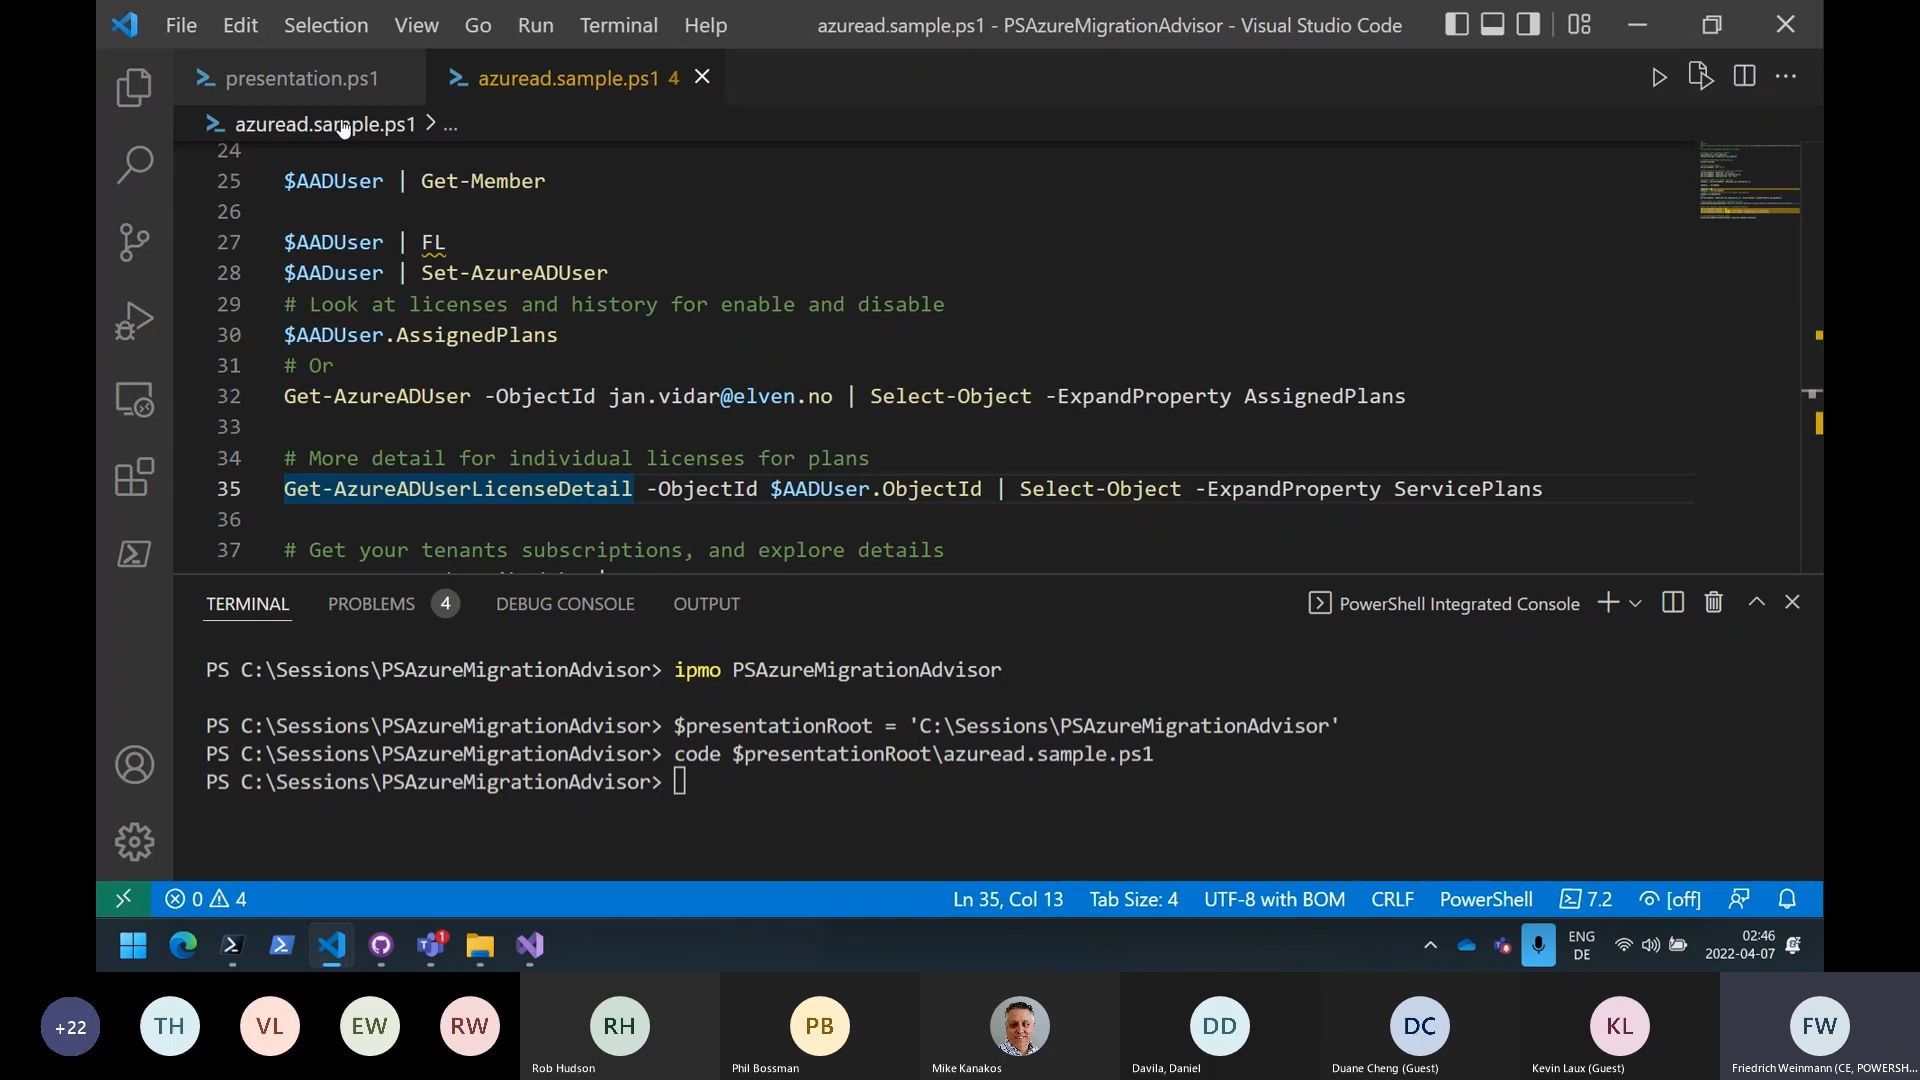 File Edit Selection View Go Run Terminal Help azuread.sample.ps1 - PSAzureMigrationAdvisor - Visual Studio Code
presentation.ps1 azuread.sample.ps1 4
azuread.sample.ps1 > ...
24
25 $AADUser | Get-Member
26
27 $AADUser | FL
28 $AADuser | Set-AzureADUser
29 # Look at licenses and history for enable and disable
30 $AADUser.AssignedPlans
31 # Or
32 Get-AzureADUser -ObjectId jan.vidar@elven.no | Select-Object -ExpandProperty AssignedPlans
33
34 # More detail for individual licenses for plans
35 Get-AzureADUserLicenseDetail -ObjectId $AADUser.ObjectId | Select-Object -ExpandProperty ServicePlans
36
37 # Get your tenants subscriptions, and explore details
TERMINAL PROBLEMS 4 DEBUG CONSOLE OUTPUT PowerShell Integrated Console
PS C:\Sessions\PSAzureMigrationAdvisor> ipmo PSAzureMigrationAdvisor
PS C:\Sessions\PSAzureMigrationAdvisor> $presentationRoot = 'C:\Sessions\PSAzureMigrationAdvisor'
PS C:\Sessions\PSAzureMigrationAdvisor> code $presentationRoot\azuread.sample.ps1
PS C:\Sessions\PSAzureMigrationAdvisor>
0 4 Ln 35, Col 13 Tab Size: 4 UTF-8 with BOM CRLF PowerShell 7.2 [off]
1 ENG 02:46
DE 2022-04-07
+22 TH VL EW RW RH PB DD DC KL FW
Rob Hudson Phil Bossman Mike Kanakos Davila, Daniel Duane Cheng (Guest) Kevin Laux (Guest) Friedrich Weinmann (CE, POWERSH...